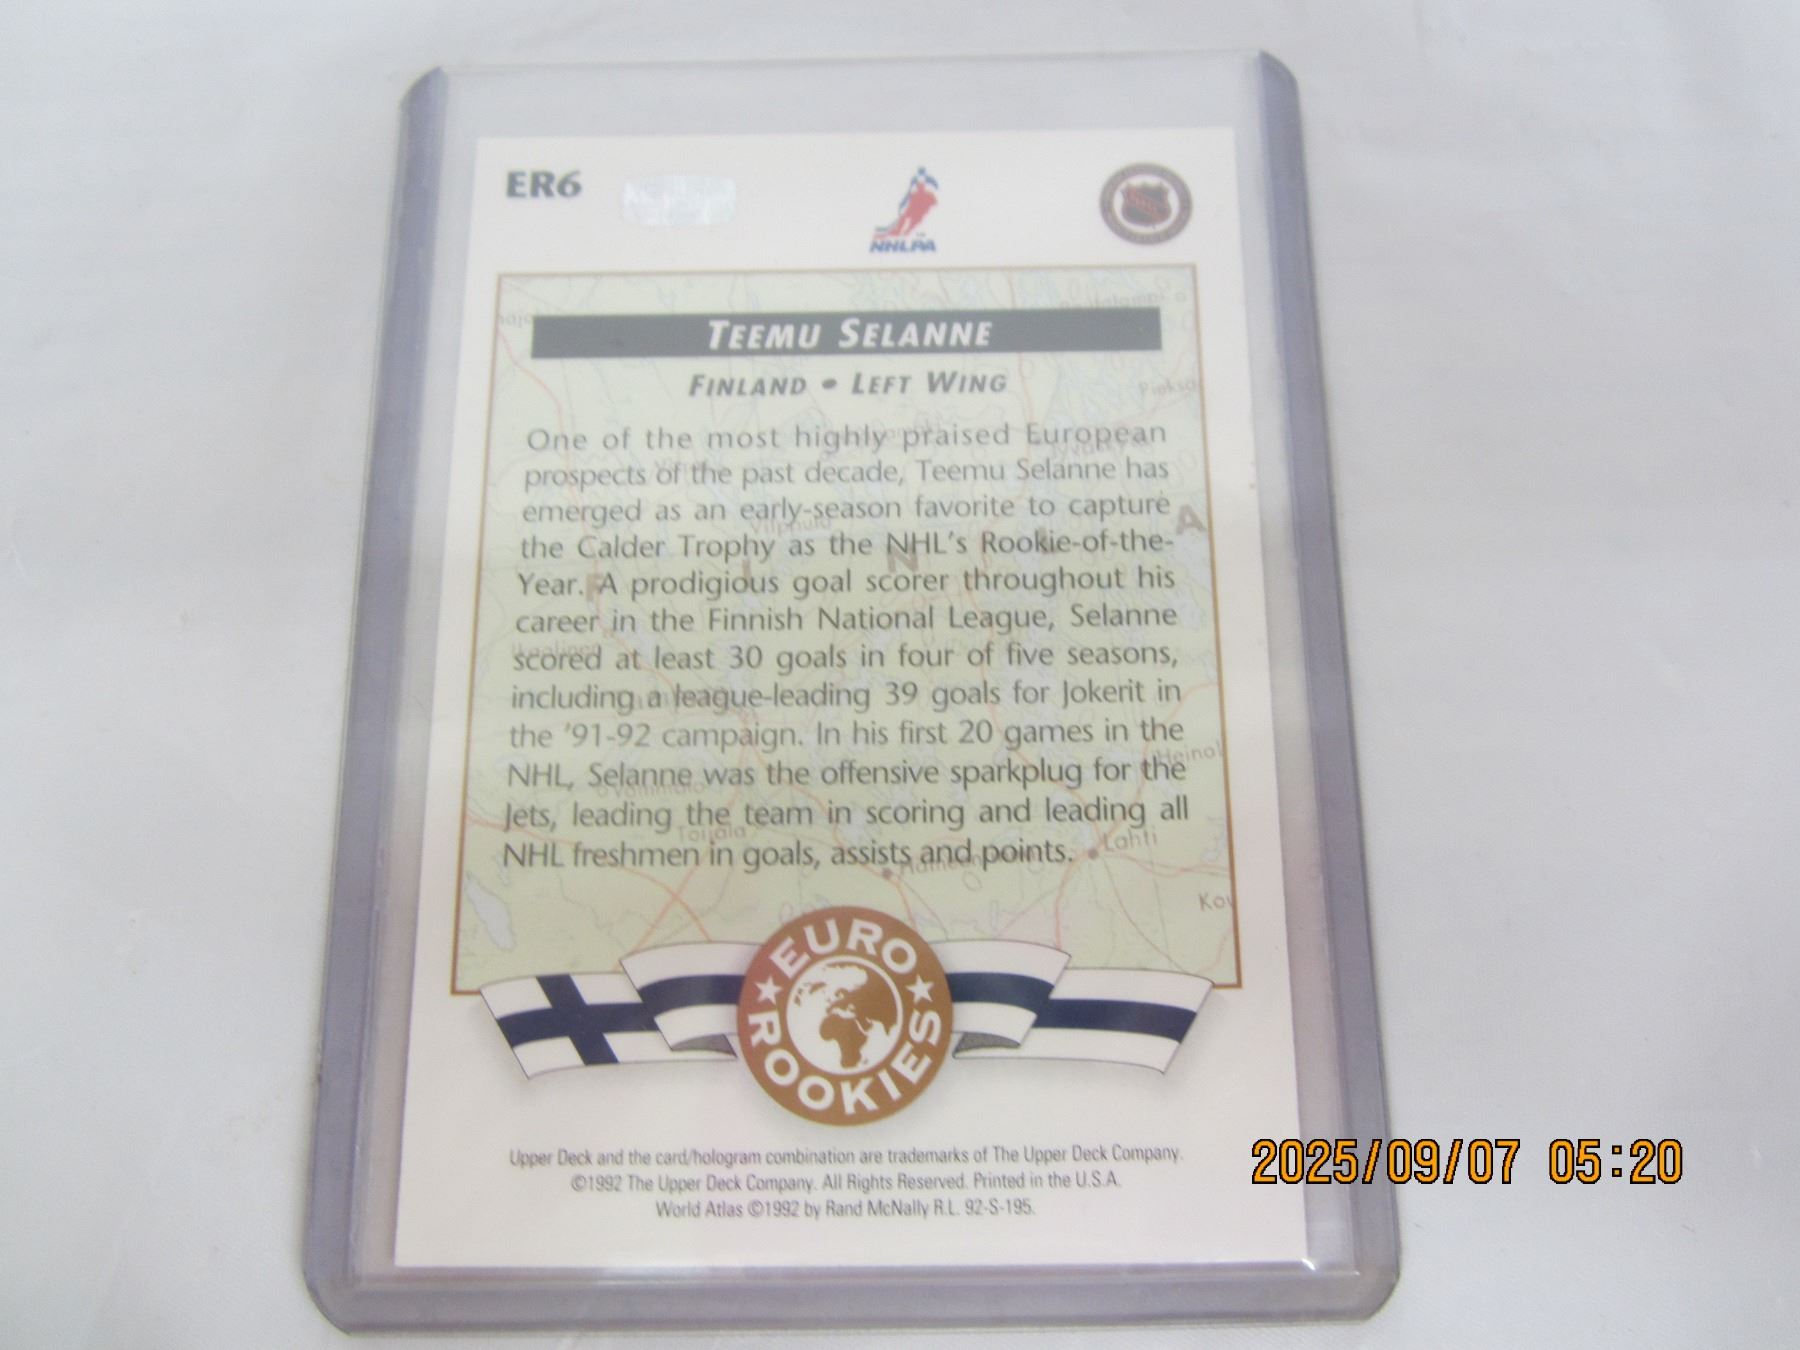 ER6
NHLPA
NHL
TEEMU SELANNE
FINLAND • LEFT WING
One of the most highly praised European
prospects of the past decade, Teemu Selanne has
emerged as an early-season favorite to capture
the Calder Trophy as the NHL's Rookie-of-the-
Year. A prodigious goal scorer throughout his
career in the Finnish National League, Selanne
scored at least 30 goals in four of five seasons,
including a league-leading 39 goals for Jokerit in
the '91-92 campaign. In his first 20 games in the
NHL, Selanne was the offensive sparkplug for the
Jets, leading the team in scoring and leading all
NHL freshmen in goals, assists and points.
Toijala
Lahti
EURO
ROOKIES
Upper Deck and the card/hologram combination are trademarks of The Upper Deck Company.
©1992 The Upper Deck Company. All Rights Reserved. Printed in the U.S.A.
World Atlas ©1992 by Rand McNally R.L. 92-S-195.
2025/09/07 05:20